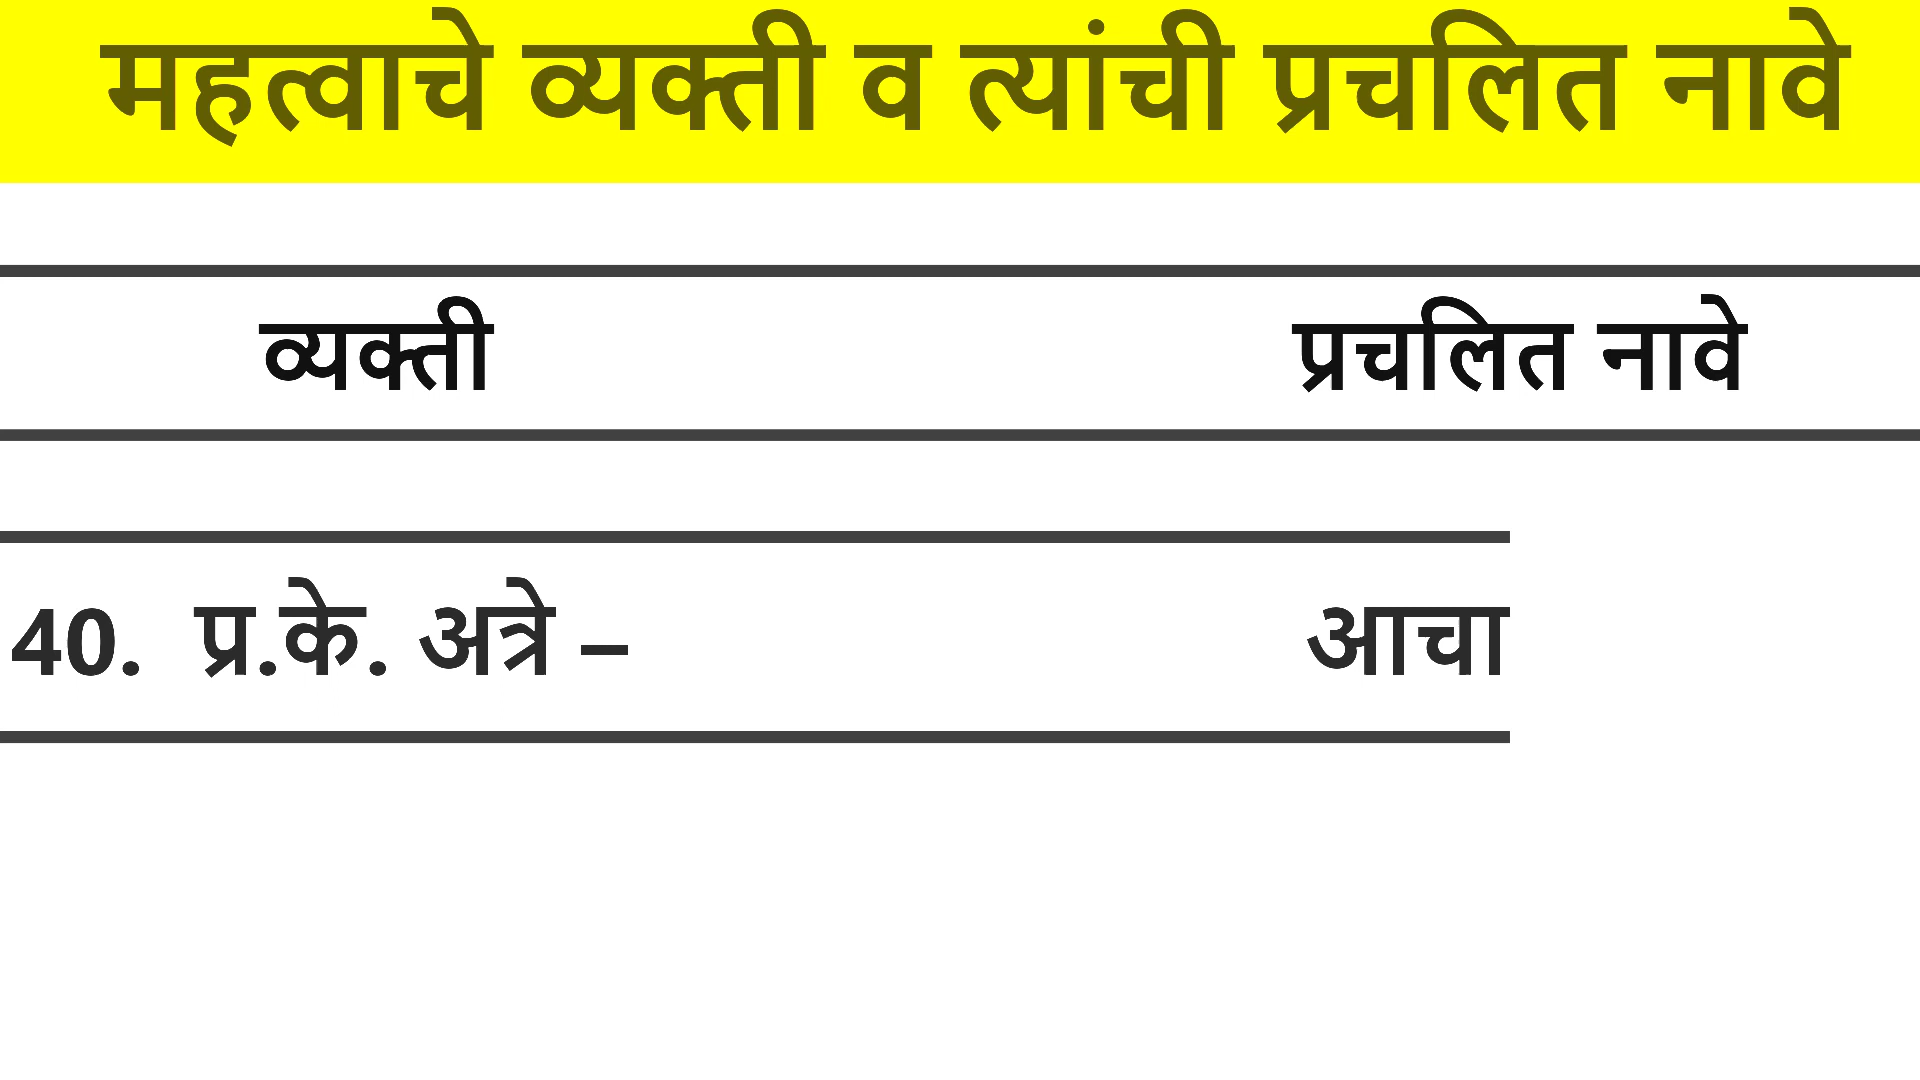 महत्वाचे व्यक्ती व त्यांची प्रचलित नावे
व्यक्ती प्रचलित नावे
40. प्र.के. अत्रे – आचा